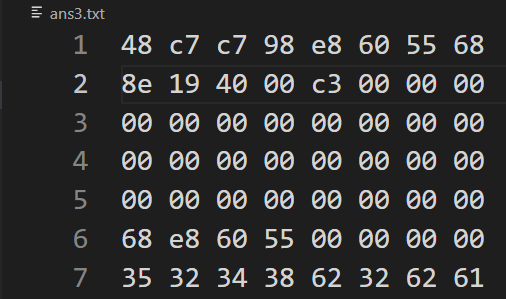 ans3.txt
1 48 c7 c7 98 e8 60 55 68
2 8e 19 40 00 c3 00 00 00
3 00 00 00 00 00 00 00 00
4 00 00 00 00 00 00 00 00
5 00 00 00 00 00 00 00 00
6 68 e8 60 55 00 00 00 00
7 35 32 34 38 62 32 62 61